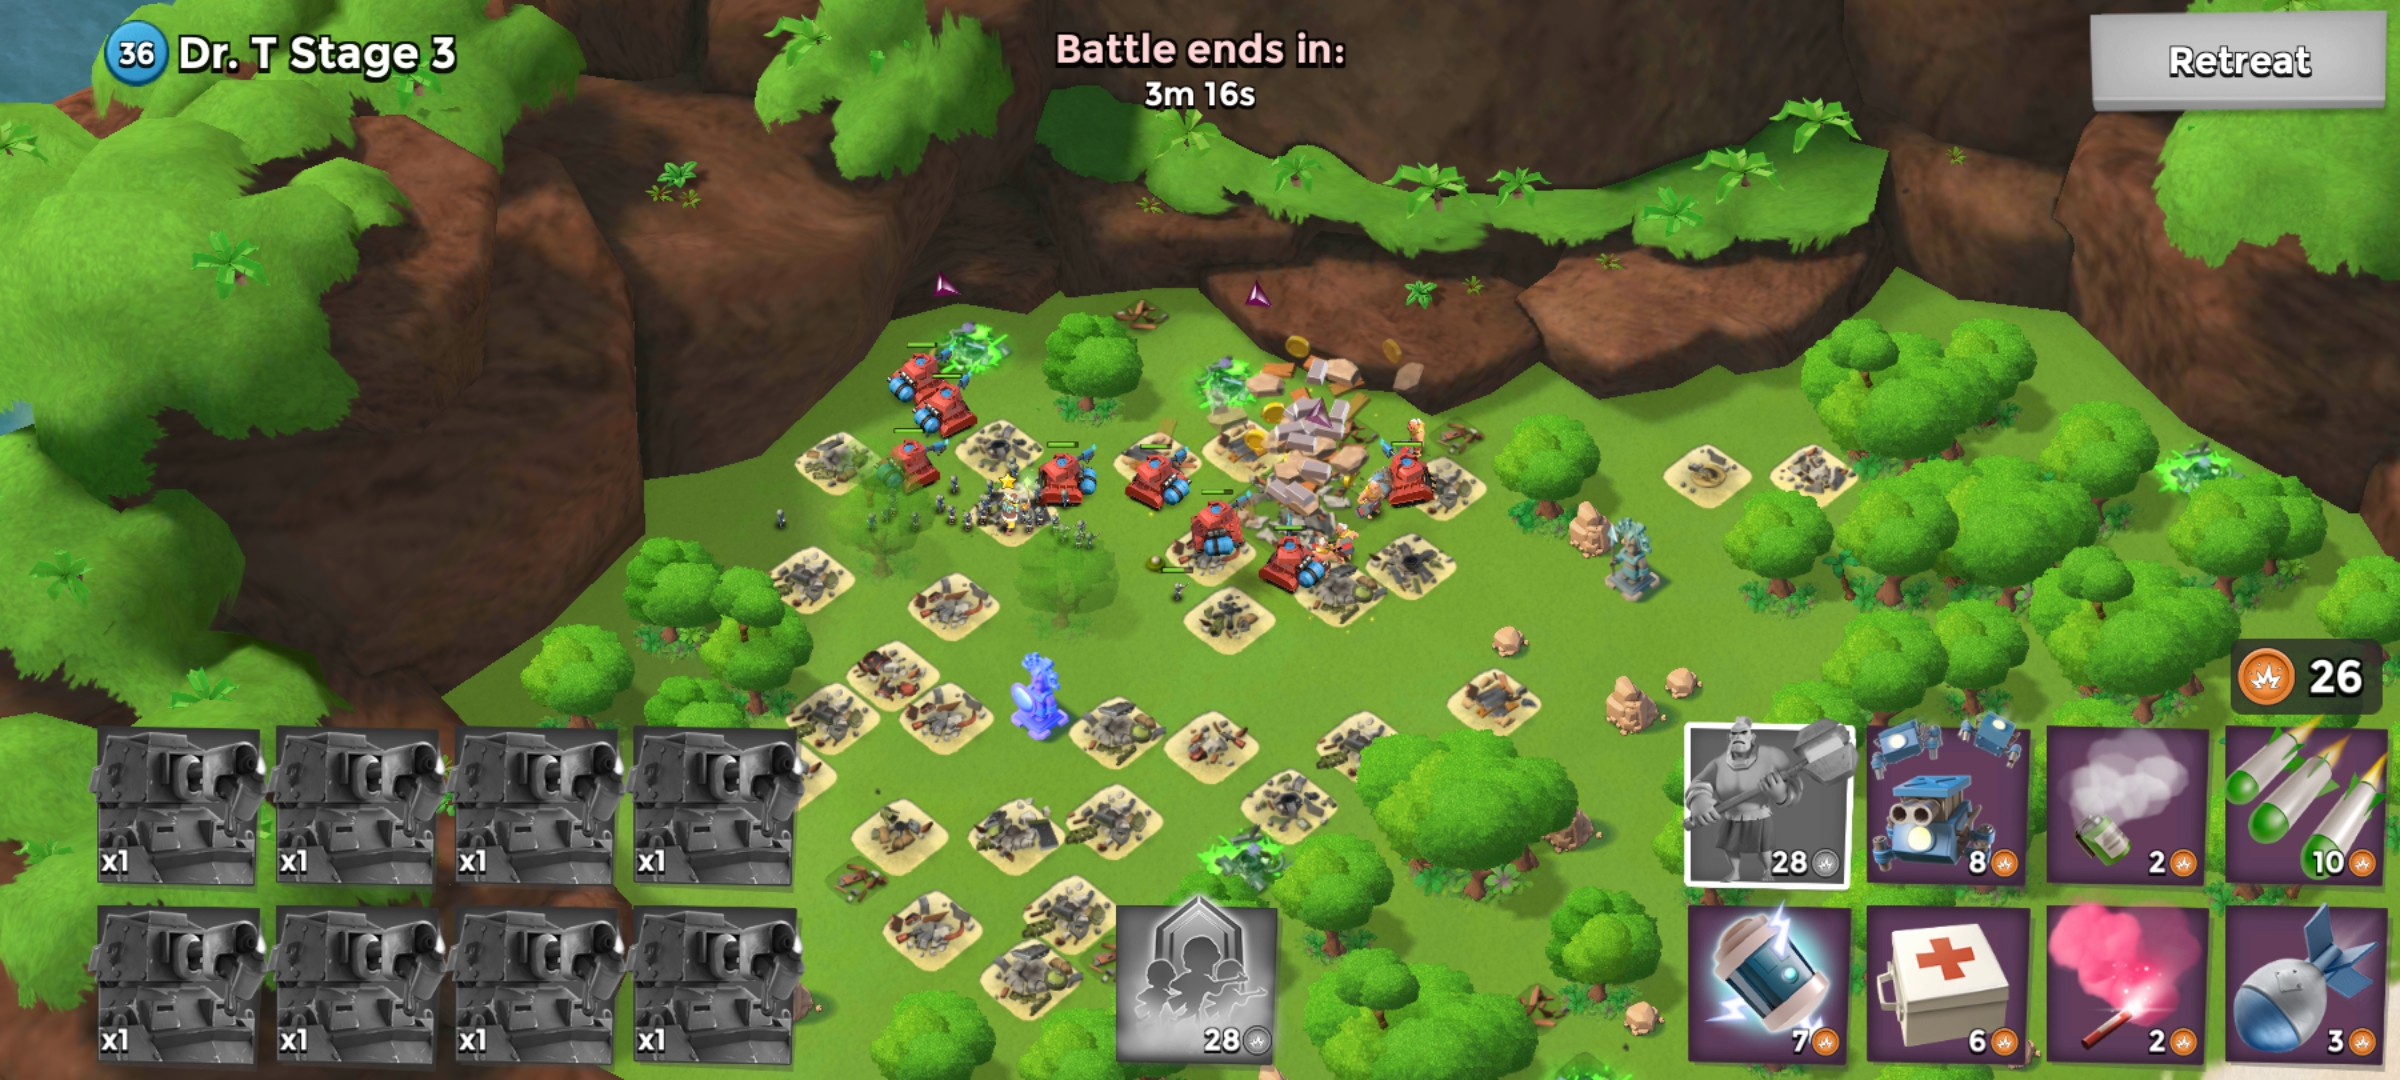 36 Dr. T Stage 3
Battle ends in:
3m 16s
Retreat
26
x1 x1 x1 x1
28 8 2 10
x1 x1 x1 x1
28
7 6 2 3